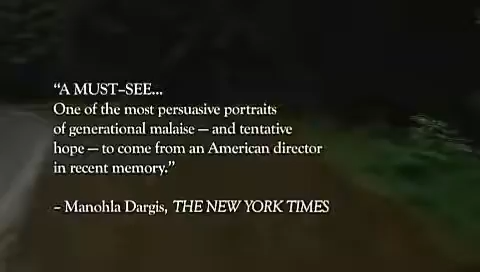 “A MUST–SEE...
One of the most persuasive portraits
of generational malaise — and tentative
hope — to come from an American director
in recent memory.”
– Manohla Dargis, THE NEW YORK TIMES